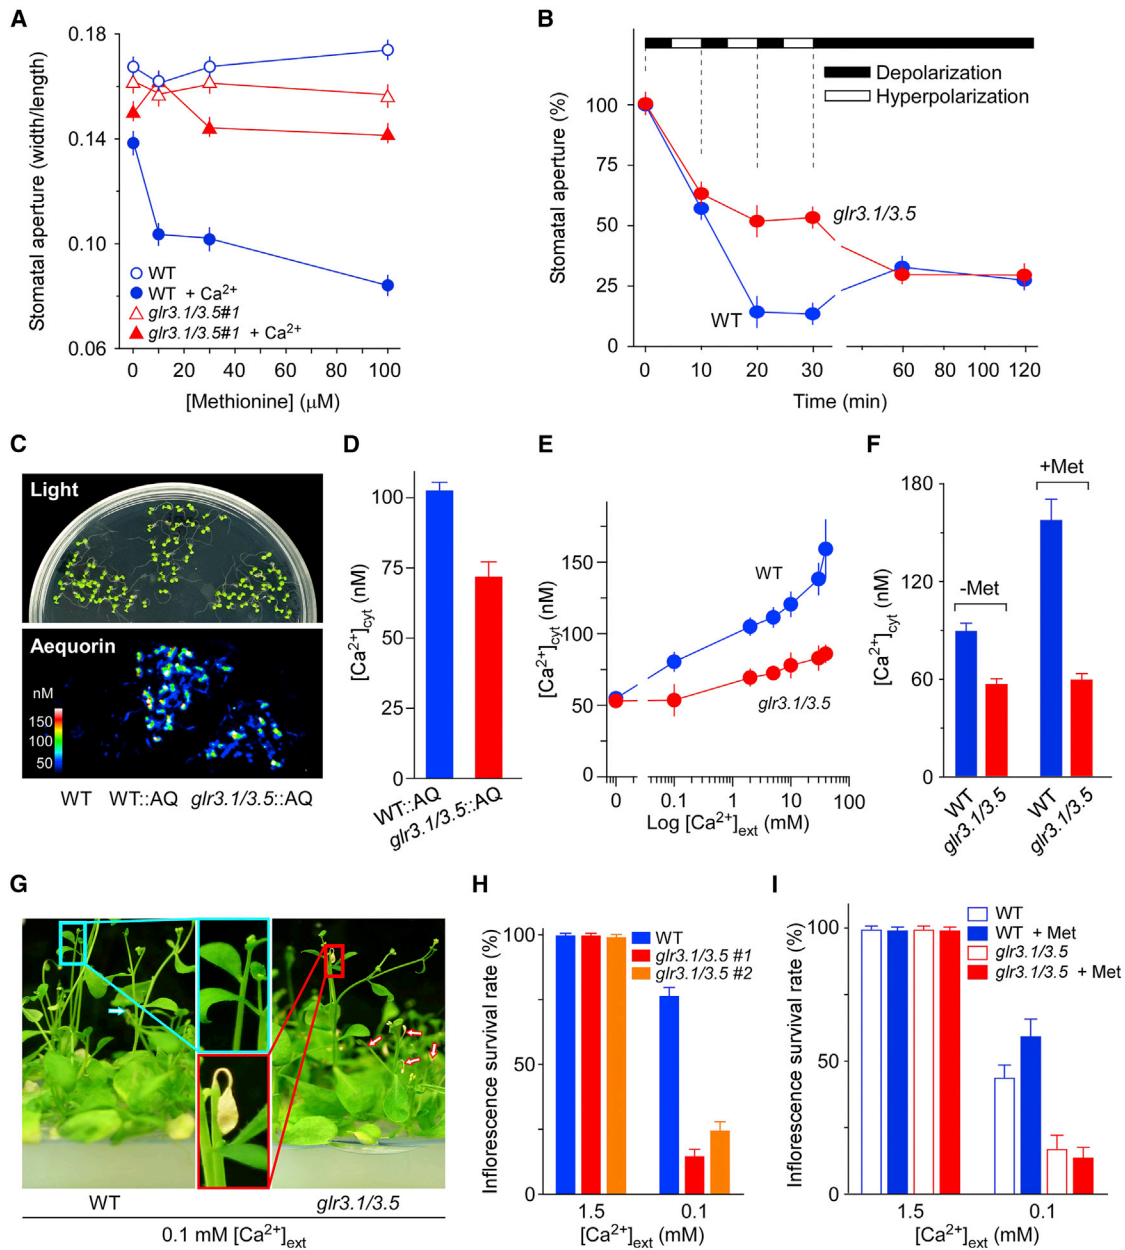 A
Stomatal aperture (width/length)
0.18
0.14
0.10
0.06
WT
WT + Ca²⁺
glr3.1/3.5#1
glr3.1/3.5#1 + Ca²⁺
0 20 40 60 80 100
[Methionine] (μM)
B
Stomatal aperture (%)
100
75
50
25
0
Depolarization
Hyperpolarization
glr3.1/3.5
WT
0 10 20 30 60 80 100 120
Time (min)
C
Light
Aequorin
nM
150
100
50
WT WT::AQ glr3.1/3.5::AQ
D
[Ca²⁺]cyt (nM)
100
75
50
25
0
WT::AQ
glr3.1/3.5::AQ
E
[Ca²⁺]cyt (nM)
150
100
50
0
WT
glr3.1/3.5
0 0.1 1 10 100
Log [Ca²⁺]ext (mM)
F
[Ca²⁺]cyt (nM)
180
120
60
0
+Met
-Met
WT
glr3.1/3.5
WT
glr3.1/3.5
G
WT glr3.1/3.5
0.1 mM [Ca²⁺]ext
H
Inflorescence survival rate (%)
100
50
0
WT
glr3.1/3.5 #1
glr3.1/3.5 #2
1.5 0.1
[Ca²⁺]ext (mM)
I
Inflorescence survival rate (%)
100
50
0
WT
WT + Met
glr3.1/3.5
glr3.1/3.5 + Met
1.5 0.1
[Ca²⁺]ext (mM)